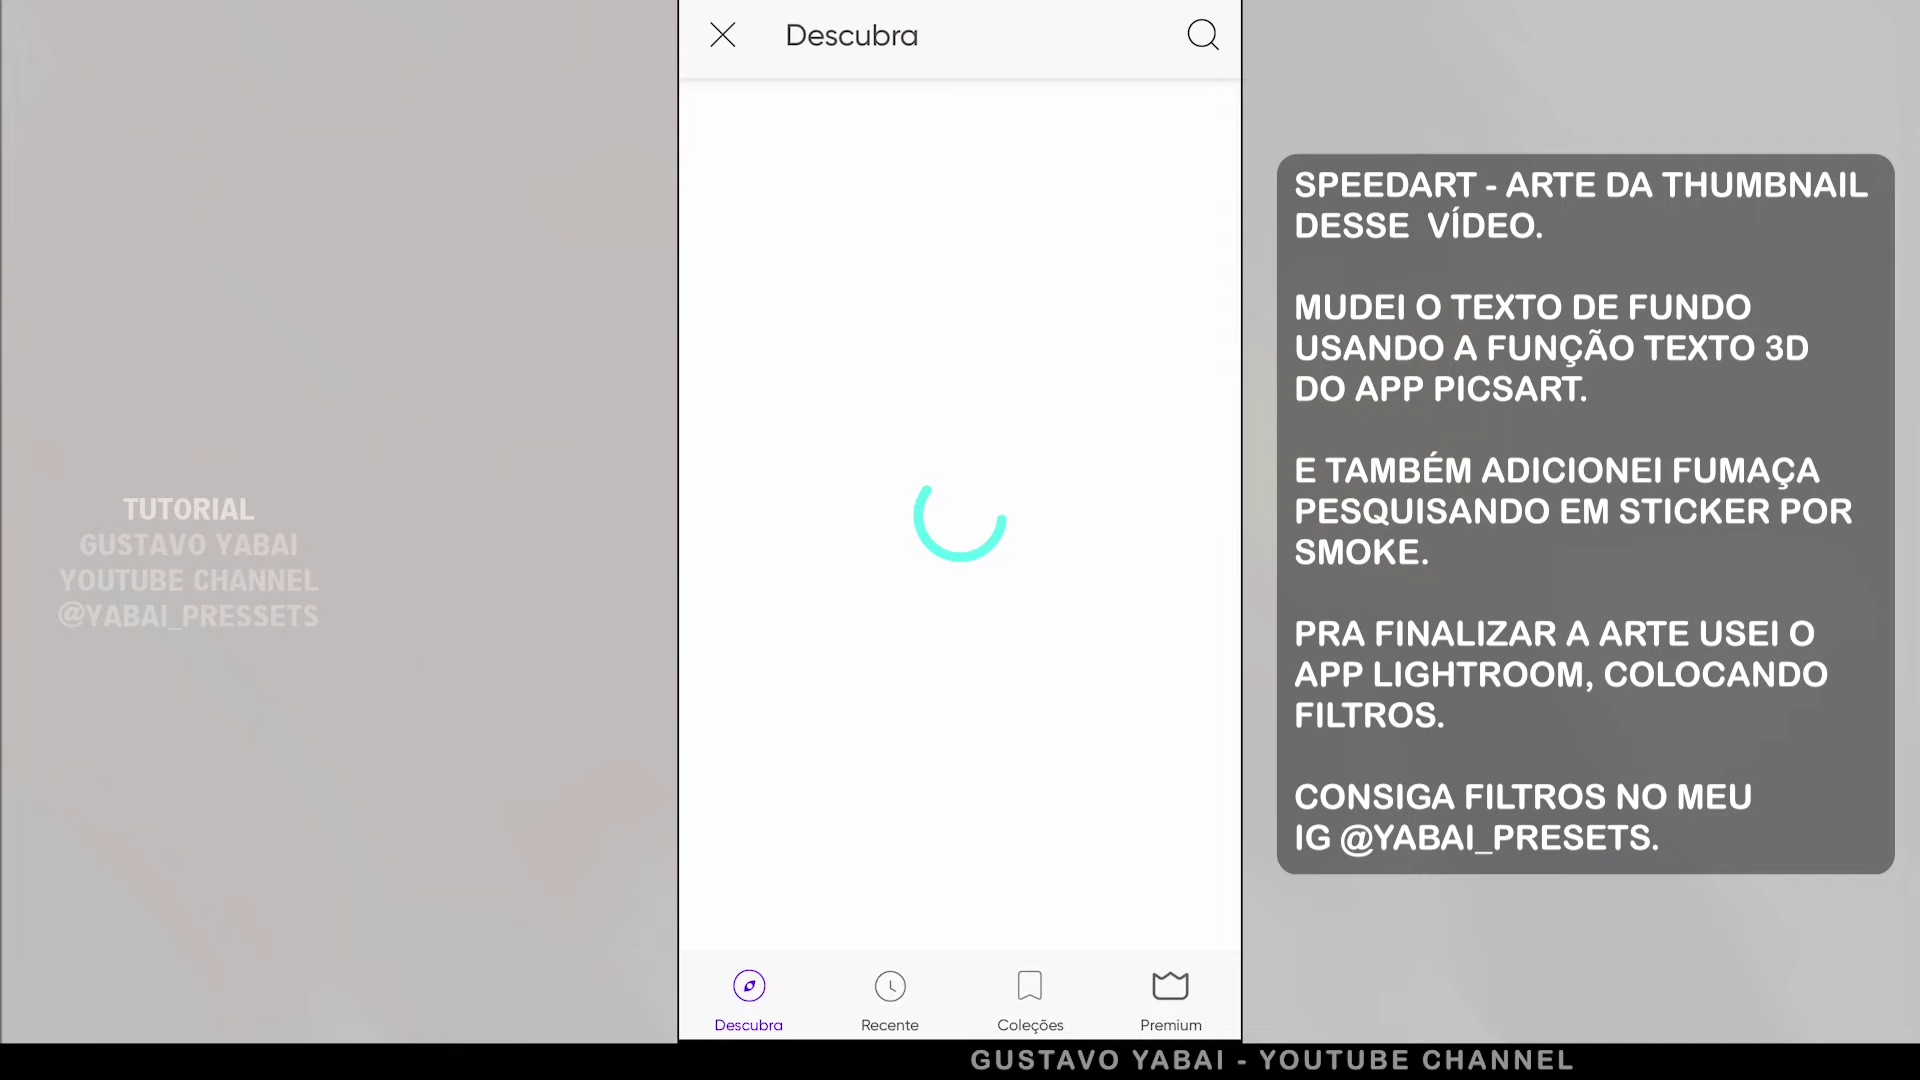 Descubra
TUTORIAL
GUSTAVO YABAI
YOUTUBE CHANNEL
@YABAI_PRESSETS
SPEEDART - ARTE DA THUMBNAIL
DESSE VÍDEO.
MUDEI O TEXTO DE FUNDO
USANDO A FUNÇÃO TEXTO 3D
DO APP PICSART.
E TAMBÉM ADICIONEI FUMAÇA
PESQUISANDO EM STICKER POR
SMOKE.
PRA FINALIZAR A ARTE USEI O
APP LIGHTROOM, COLOCANDO
FILTROS.
CONSIGA FILTROS NO MEU
IG @YABAI_PRESETS.
Descubra
Recente
Coleções
Premium
GUSTAVO YABAI - YOUTUBE CHANNEL